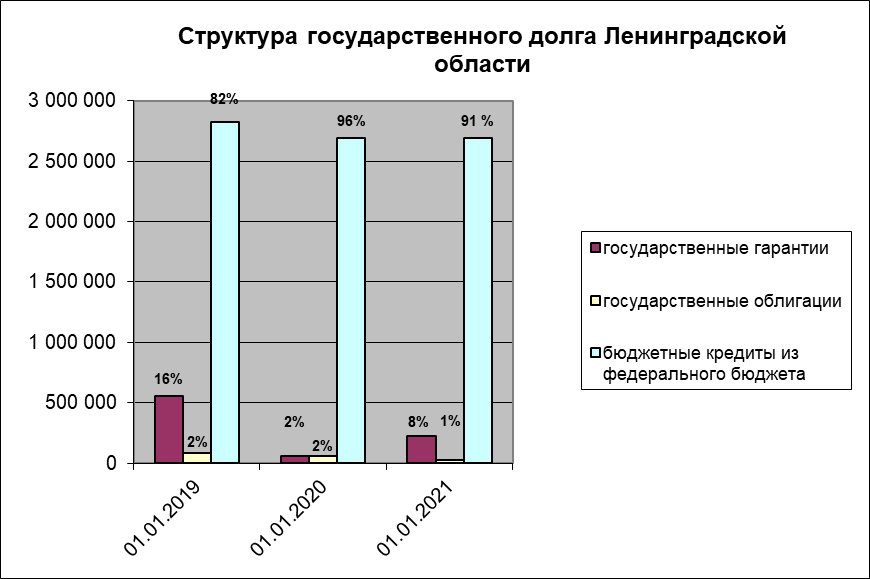 Структура государственного долга Ленинградской
области
3 000 000
2 500 000
2 000 000
1 500 000
1 000 000
500 000
0
82%
96%
91 %
16%
2%
2%
2%
8%
1%
01.01.2019
01.01.2020
01.01.2021
государственные гарантии
государственные облигации
бюджетные кредиты из
федерального бюджета